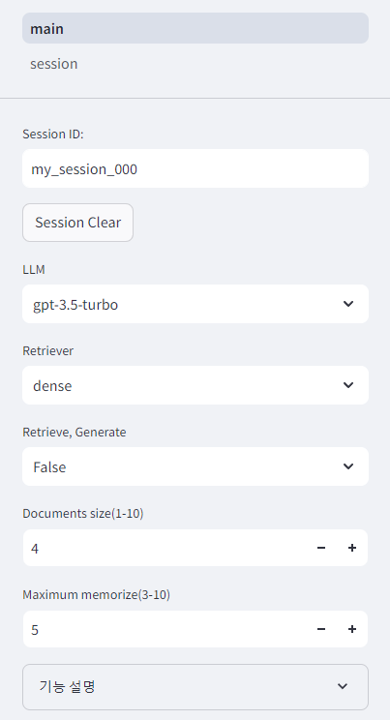 main
session
Session ID:
my_session_000
Session Clear
LLM
gpt-3.5-turbo
Retriever
dense
Retrieve, Generate
False
Documents size(1-10)
4
Maximum memorize(3-10)
5
기능 설명